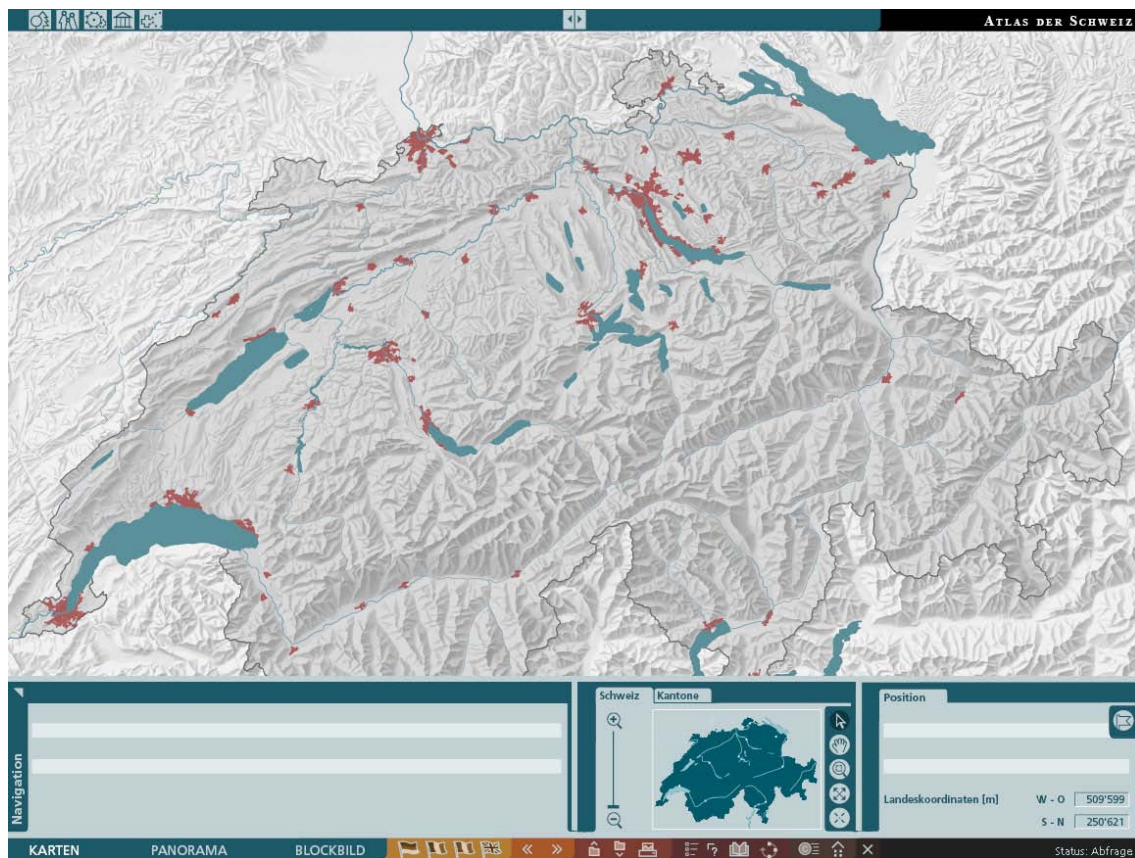 ATLAS DER SCHWEIZ
Navigation
Schweiz
Kantone
Position
Landeskoordinaten [m]
W - O
509'599
S - N
250'621
KARTEN
PANORAMA
BLOCKBILD
Status: Abfrage